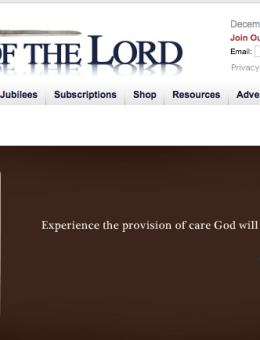 Decem
OF THE LORD
Join Ou
Email:
Privacy
Jubilees Subscriptions Shop Resources Adve
Experience the provision of care God will